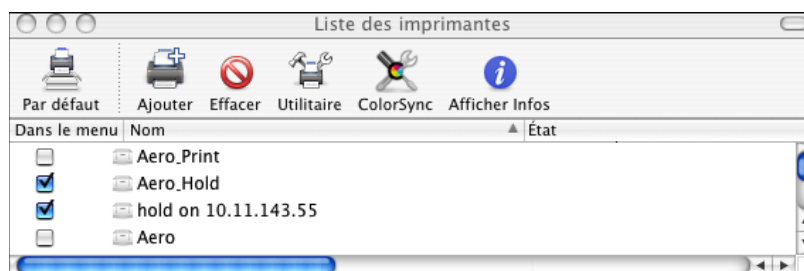 Liste des imprimantes
Par défaut Ajouter Effacer Utilitaire ColorSync Afficher Infos
Dans le menu Nom État
Aero_Print
Aero_Hold
hold on 10.11.143.55
Aero